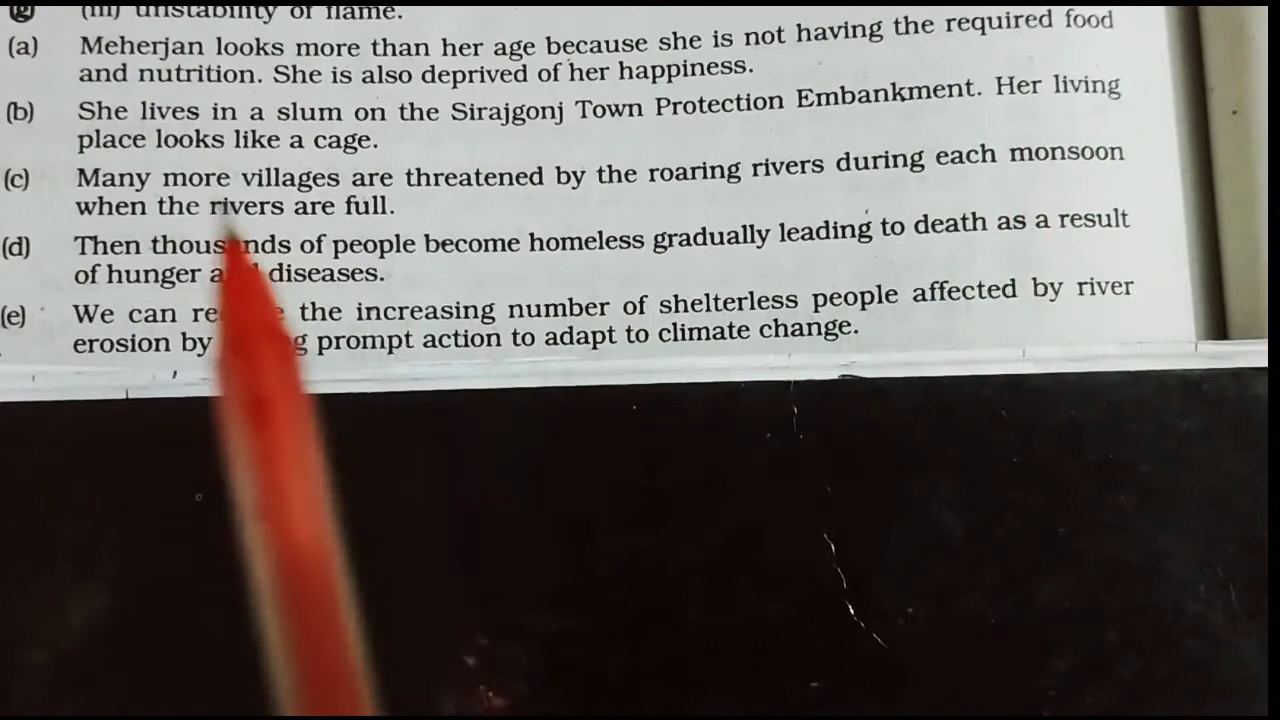 (iii) unstability of flame.
(a) Meherjan looks more than her age because she is not having the required food
and nutrition. She is also deprived of her happiness.
(b) She lives in a slum on the Sirajgonj Town Protection Embankment. Her living
place looks like a cage.
(c) Many more villages are threatened by the roaring rivers during each monsoon
when the rivers are full.
(d) Then thousands of people become homeless gradually leading to death as a result
of hunger diseases.
(e) We can the increasing number of shelterless people affected by river
erosion by prompt action to adapt to climate change.